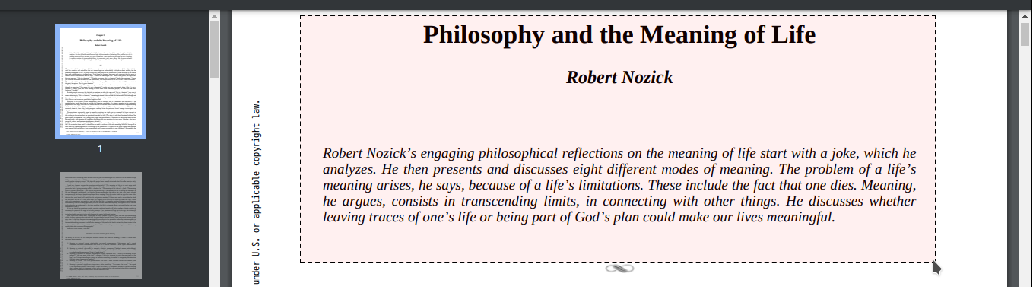 Philosophy and the Meaning of Life
Robert Nozick
Robert Nozick's engaging philosophical reflections on the meaning of life start with a joke, which he
analyzes. He then presents and discusses eight different modes of meaning. The problem of a life's
meaning arises, he says, because of a life's limitations. These include the fact that one dies. Meaning,
he argues, consists in transcending limits, in connecting with other things. He discusses whether
leaving traces of one's life or being part of God's plan could make our lives meaningful.
under U.S. or applicable copyright law.
1